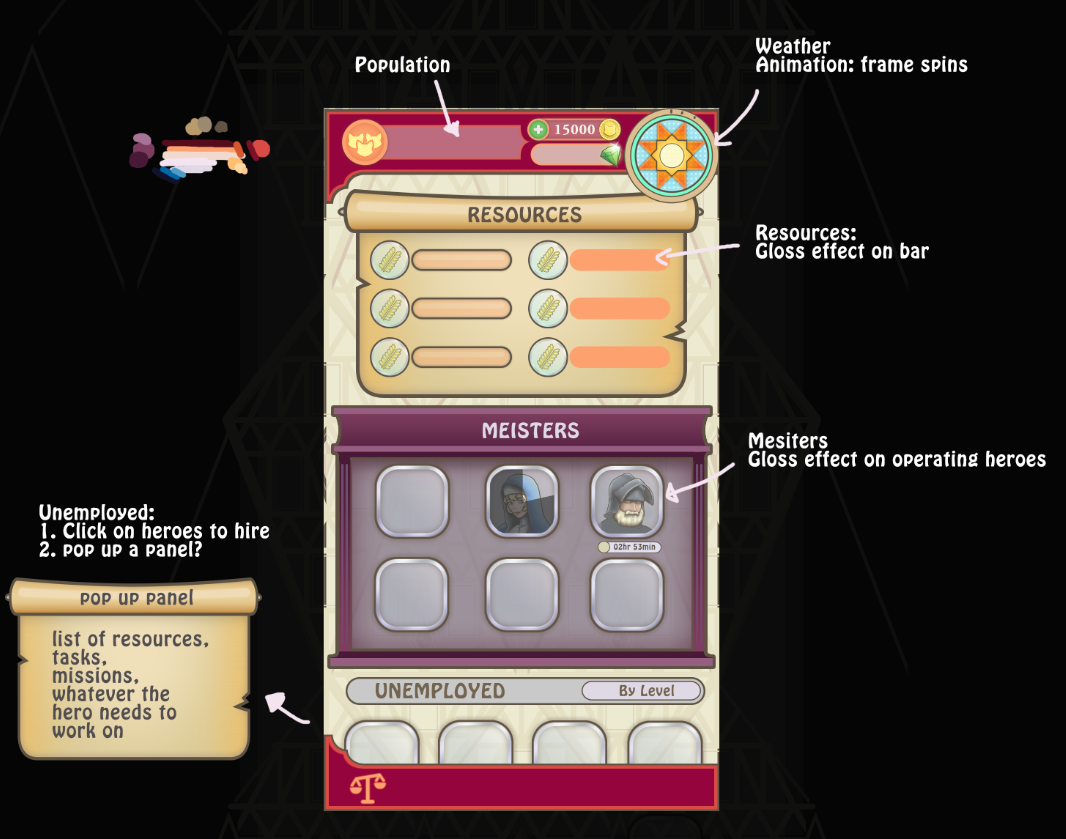 Population
Weather
Animation: frame spins
15000
RESOURCES
Resources:
Gloss effect on bar
MEISTERS
Mesiters
Gloss effect on operating heroes
02hr 53min
Unemployed:
1. Click on heroes to hire
2. pop up a panel?
pop up panel
list of resources,
tasks,
missions,
whatever the
hero needs to
work on
UNEMPLOYED
By Level